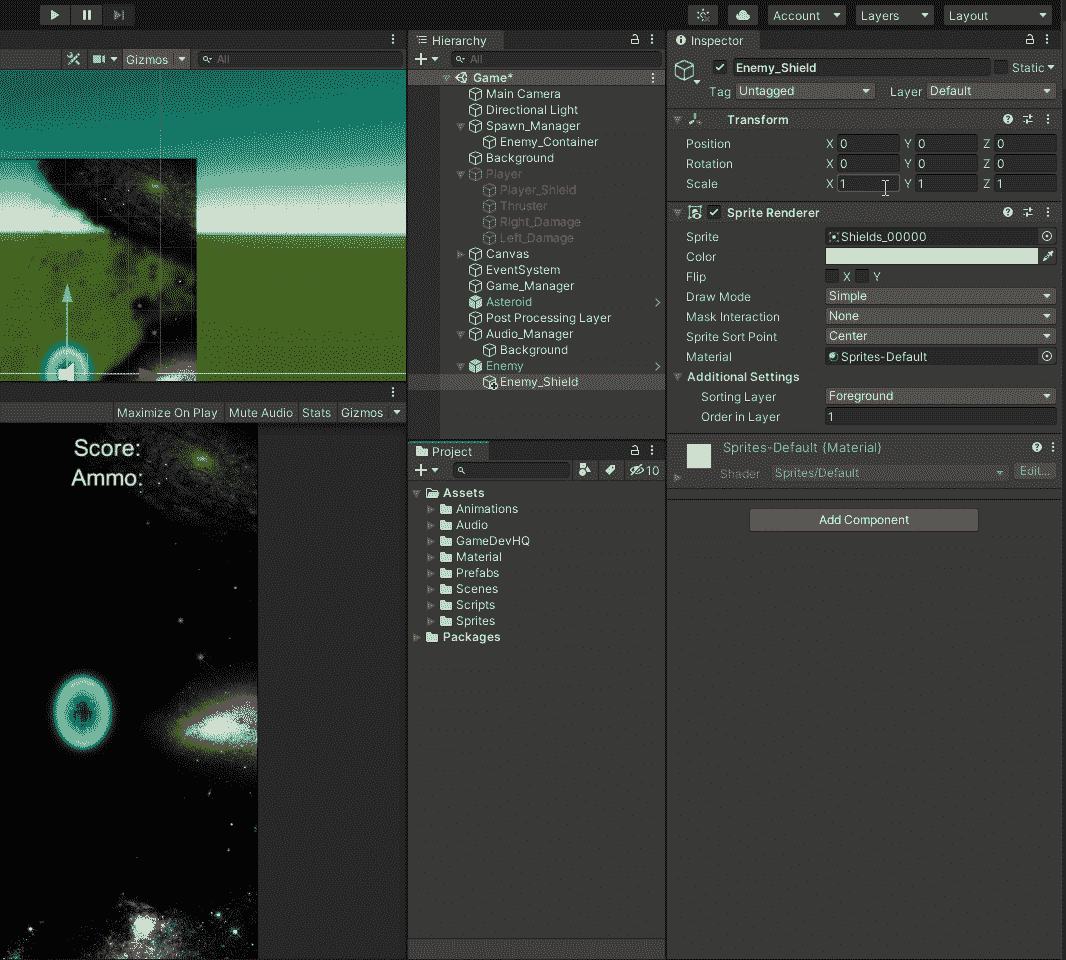 Account
Layers
Layout
Gizmos
All
Score:
Ammo:
Maximize On Play
Mute Audio
Stats
Gizmos
Hierarchy
All
Game*
Main Camera
Directional Light
Spawn_Manager
Enemy_Container
Background
Player
Player_Shield
Thruster
Right_Damage
Left_Damage
Canvas
EventSystem
Game_Manager
Asteroid
Post Processing Layer
Audio_Manager
Background
Enemy
Enemy_Shield
Project
10
Assets
Animations
Audio
GameDevHQ
Material
Prefabs
Scenes
Scripts
Sprites
Packages
Inspector
Enemy_Shield
Static
Tag Untagged Layer Default
Transform
Position X 0 Y 0 Z 0
Rotation X 0 Y 0 Z 0
Scale X 1 Y 1 Z 1
Sprite Renderer
Sprite Shields_00000
Color
Flip X Y
Draw Mode Simple
Mask Interaction None
Sprite Sort Point Center
Material Sprites-Default
Additional Settings
Sorting Layer Foreground
Order in Layer 1
Sprites-Default (Material)
Shader Sprites/Default Edit...
Add Component